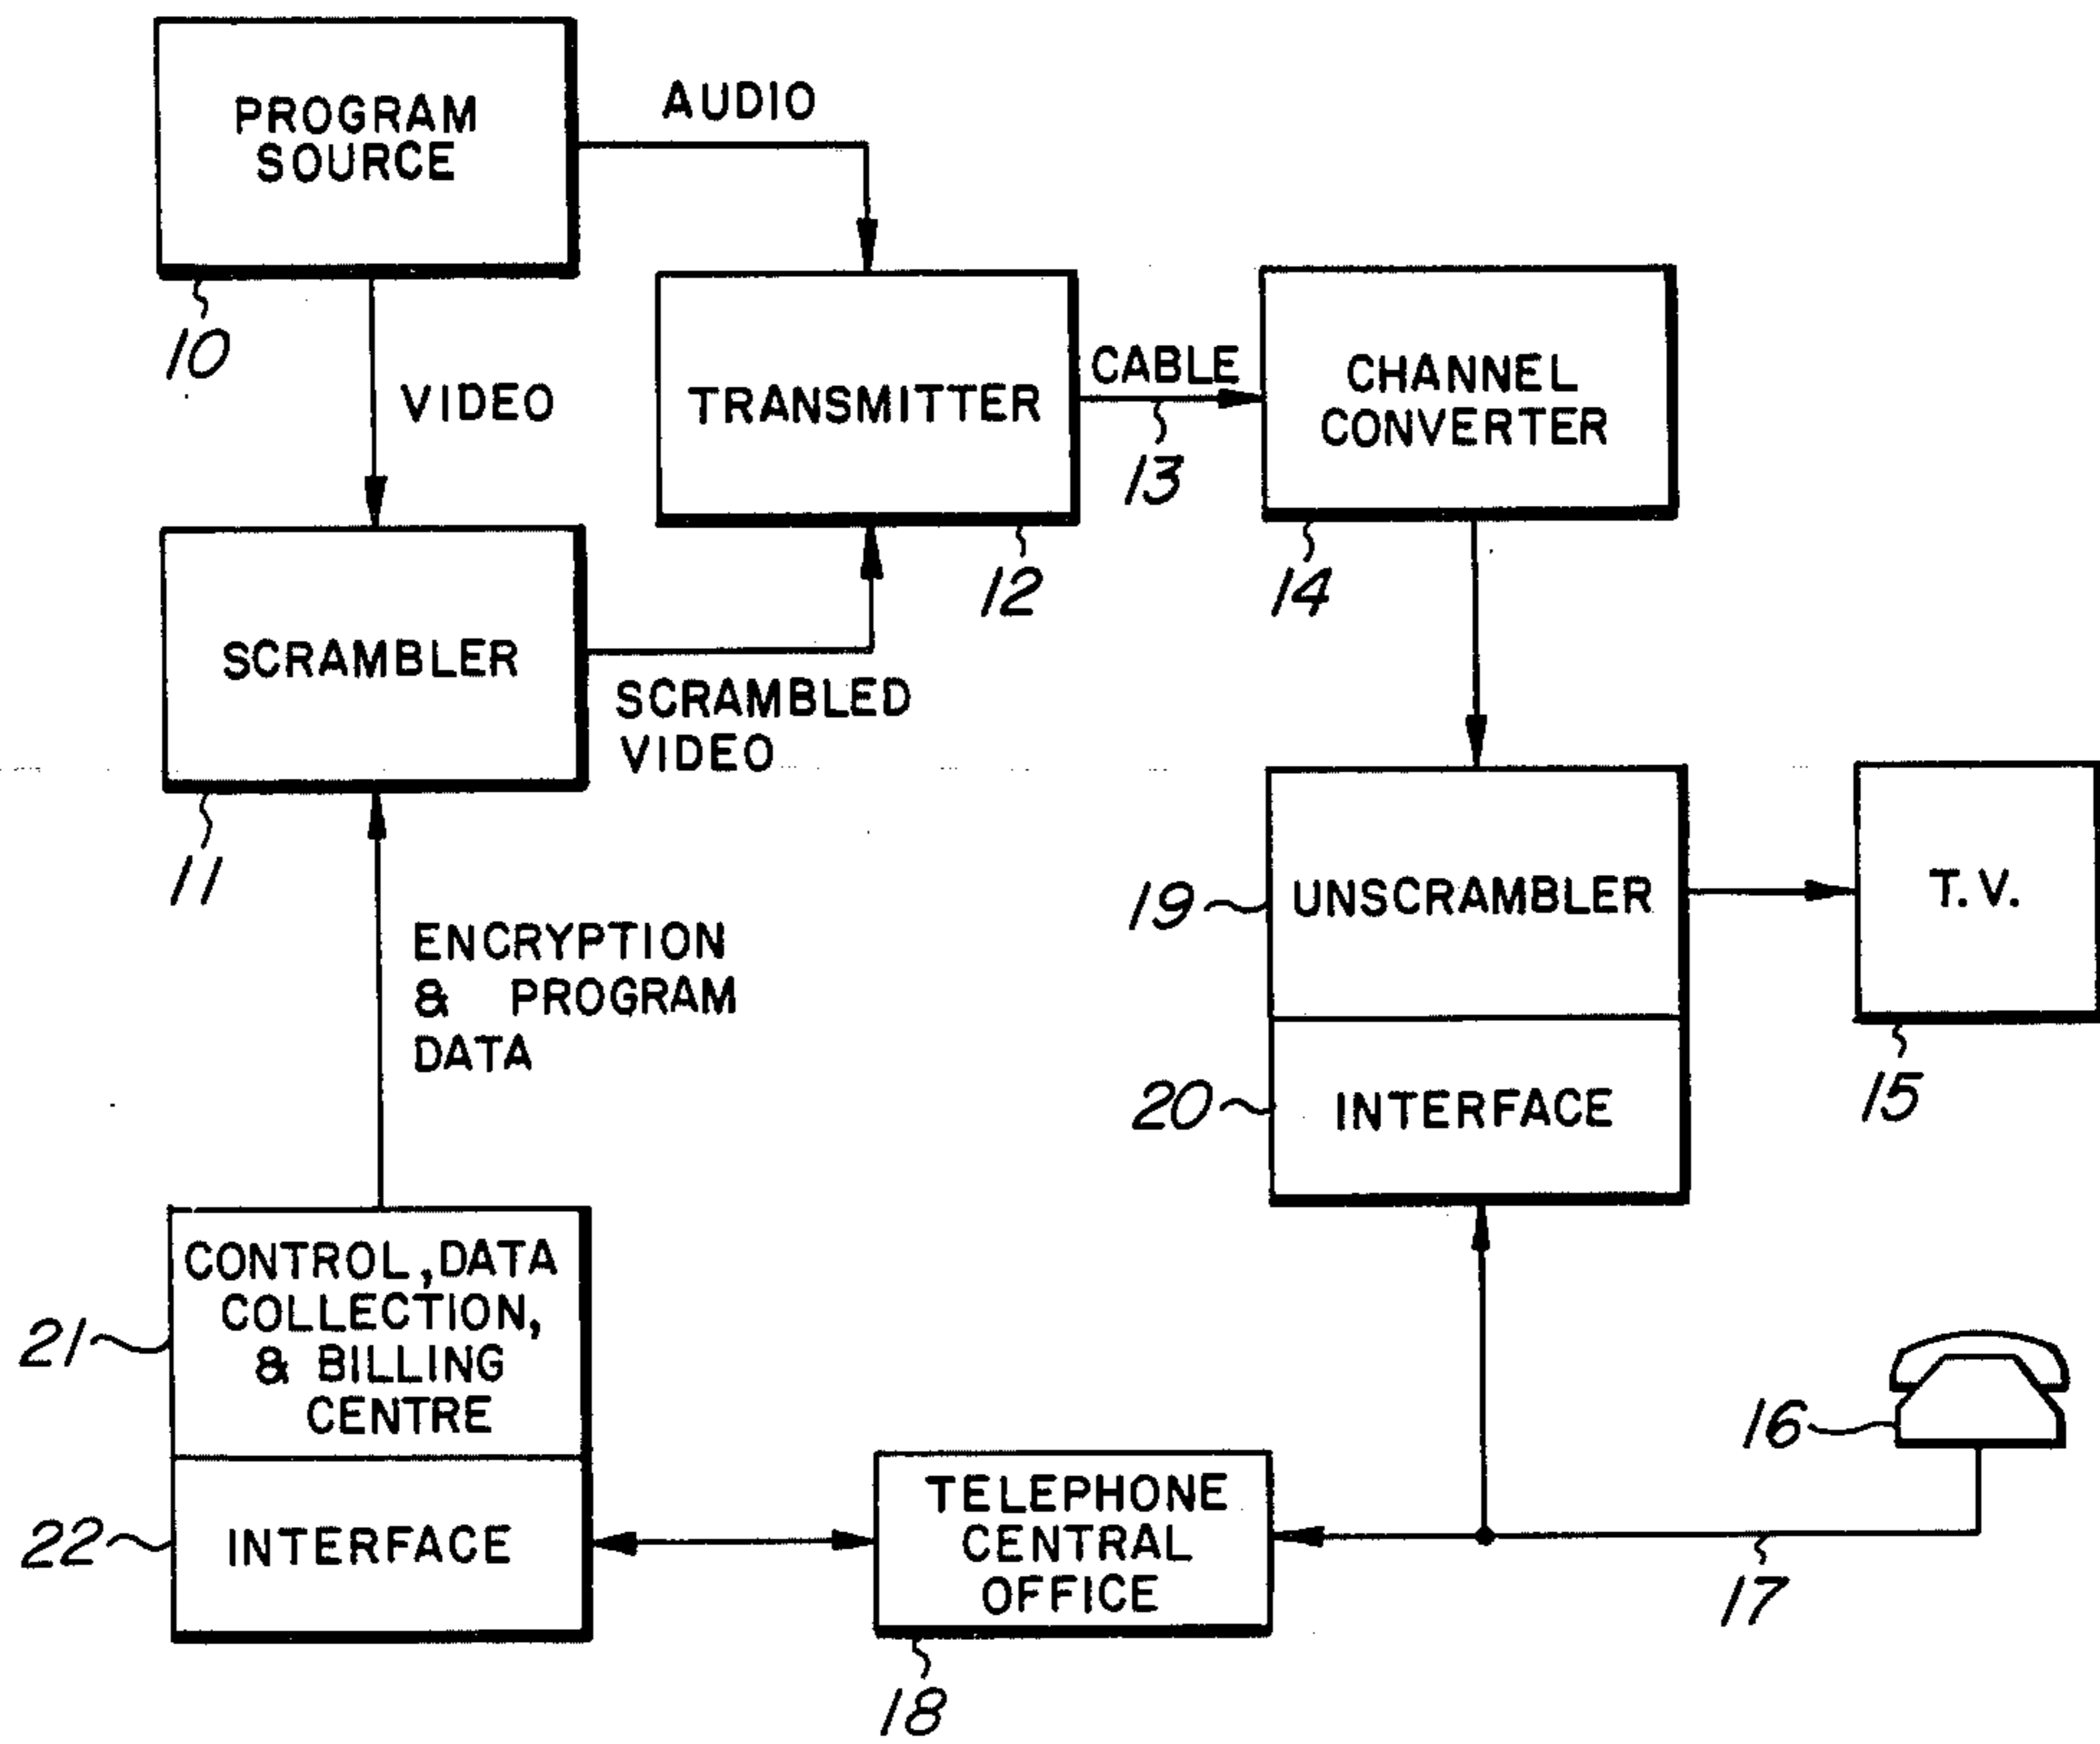 PROGRAM
SOURCE
10
AUDIO
VIDEO
TRANSMITTER
12
CABLE
13
CHANNEL
CONVERTER
14
SCRAMBLER
11
SCRAMBLED
VIDEO
ENCRYPTION
& PROGRAM
DATA
19
UNSCRAMBLER
20
INTERFACE
T.V.
15
21
CONTROL, DATA
COLLECTION,
& BILLING
CENTRE
22
INTERFACE
TELEPHONE
CENTRAL
OFFICE
18
16
17